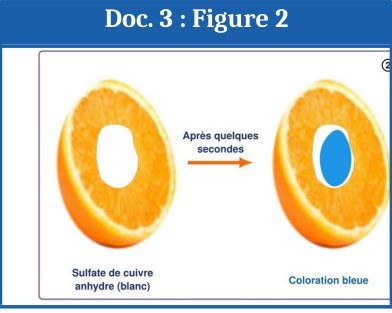 Doc. 3 : Figure 2
②
Après quelques
secondes
Sulfate de cuivre
anhydre (blanc)
Coloration bleue